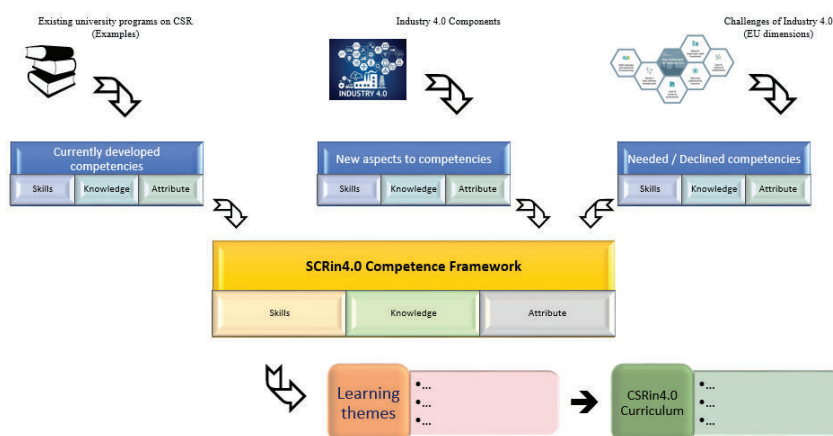 Existing university programs on CSR
(Examples)
Industry 4.0 Components
Challenges of Industry 4.0
(EU dimensions)
INDUSTRY 4.0
Currently developed
competencies
Skills
Knowledge
Attribute
New aspects to competencies
Skills
Knowledge
Attribute
Needed / Declined competencies
Skills
Knowledge
Attribute
SCRin4.0 Competence Framework
Skills
Knowledge
Attribute
Learning
themes
•...
•...
•...
CSRin4.0
Curriculum
•...
•...
•...